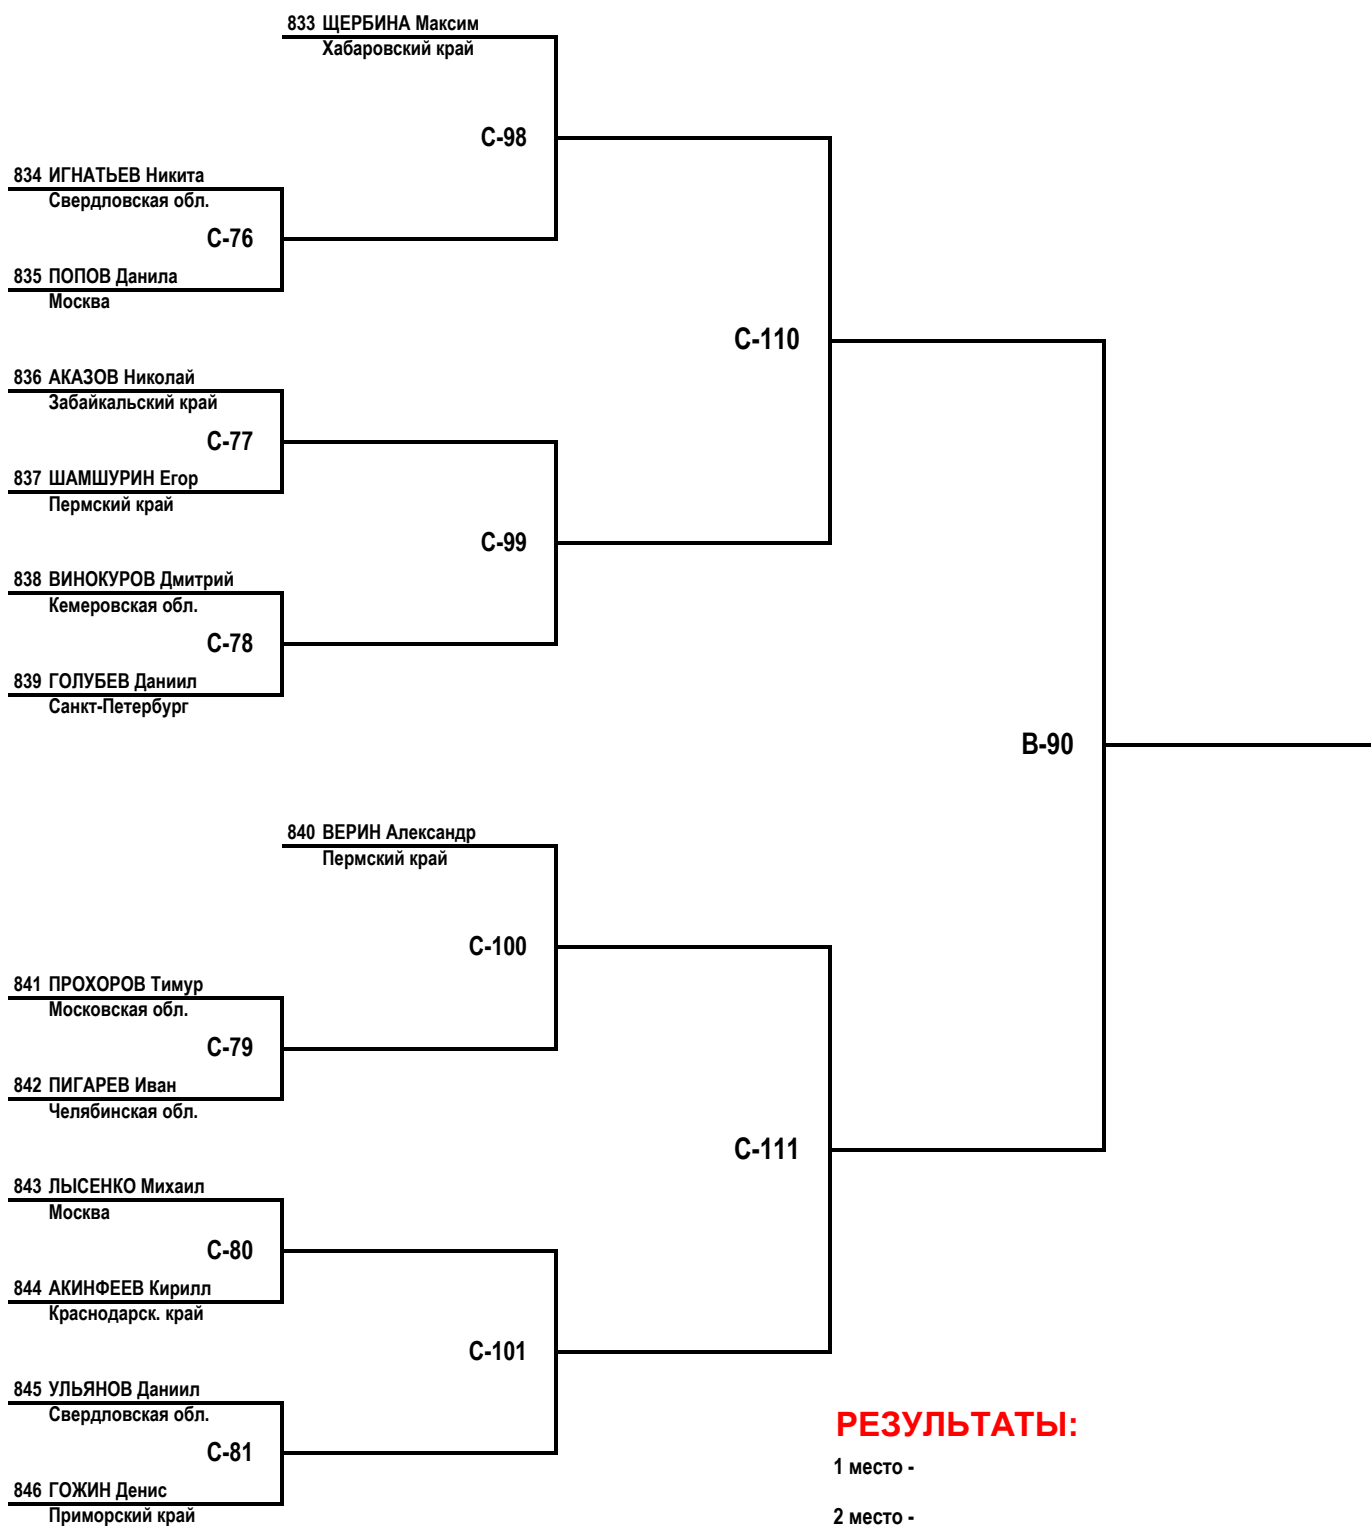 833 ЩЕРБИНА Максим
Хабаровский край
С-98
834 ИГНАТЬЕВ Никита
Свердловская обл.
С-76
835 ПОПОВ Данила
Москва
С-110
836 АКАЗОВ Николай
Забайкальский край
С-77
837 ШАМШУРИН Егор
Пермский край
С-99
838 ВИНОКУРОВ Дмитрий
Кемеровская обл.
С-78
839 ГОЛУБЕВ Даниил
Санкт-Петербург
В-90
840 ВЕРИН Александр
Пермский край
С-100
841 ПРОХОРОВ Тимур
Московская обл.
С-79
842 ПИГАРЕВ Иван
Челябинская обл.
С-111
843 ЛЫСЕНКО Михаил
Москва
С-80
844 АКИНФЕЕВ Кирилл
Краснодарск. край
С-101
845 УЛЬЯНОВ Даниил
Свердловская обл.
С-81
846 ГОЖИН Денис
Приморский край
РЕЗУЛЬТАТЫ:
1 место -
2 место -